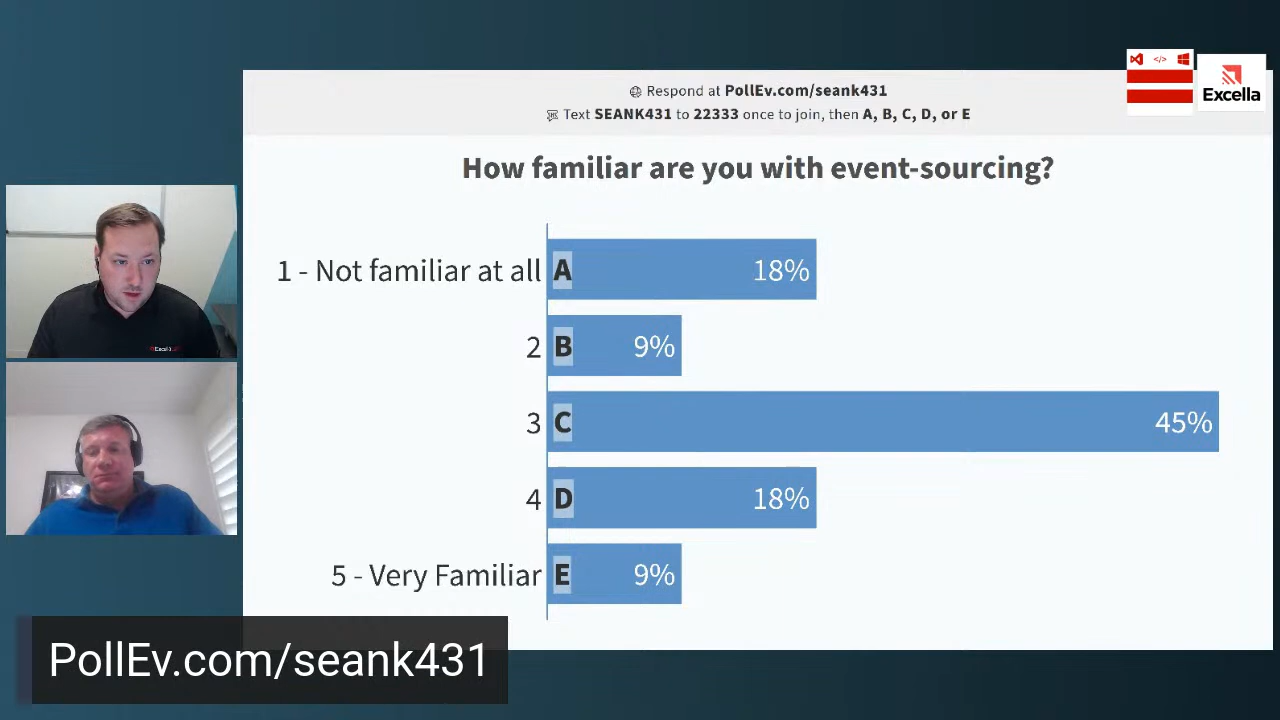 Respond at PollEv.com/seank431
Text SEANK431 to 22333 once to join, then A, B, C, D, or E
</>
Excella
How familiar are you with event-sourcing?
1 - Not familiar at all A 18%
2 B 9%
3 C 45%
4 D 18%
5 - Very Familiar E 9%
Excella
PollEv.com/seank431